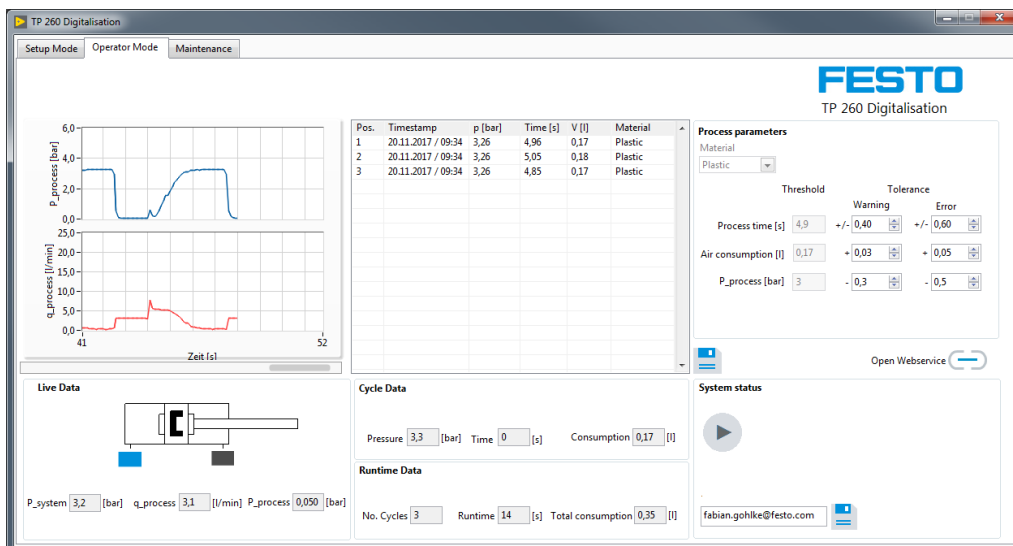 TP 260 Digitalisation
Setup Mode Operator Mode Maintenance
FESTO
TP 260 Digitalisation
6,0
4,0
2,0
0,0
P_process [bar]
25,0
20,0
15,0
10,0
5,0
0,0
q_process [l/min]
41 52
Zeit [s]
Pos. Timestamp p [bar] Time [s] V [l] Material
1 20.11.2017 / 09:34 3,26 4,96 0,17 Plastic
2 20.11.2017 / 09:34 3,26 5,05 0,18 Plastic
3 20.11.2017 / 09:34 3,26 4,85 0,17 Plastic
Process parameters
Material
Plastic
Threshold Tolerance
Warning Error
Process time [s] 4,9 +/- 0,40 +/- 0,60
Air consumption [l] 0,17 + 0,03 + 0,05
P_process [bar] 3 - 0,3 - 0,5
Open Webservice
Live Data
P_system 3,2 [bar] q_process 3,1 [l/min] P_process 0,050 [bar]
Cycle Data
Pressure 3,3 [bar] Time 0 [s] Consumption 0,17 [l]
Runtime Data
No. Cycles 3 Runtime 14 [s] Total consumption 0,35 [l]
System status
fabian.gohlke@festo.com